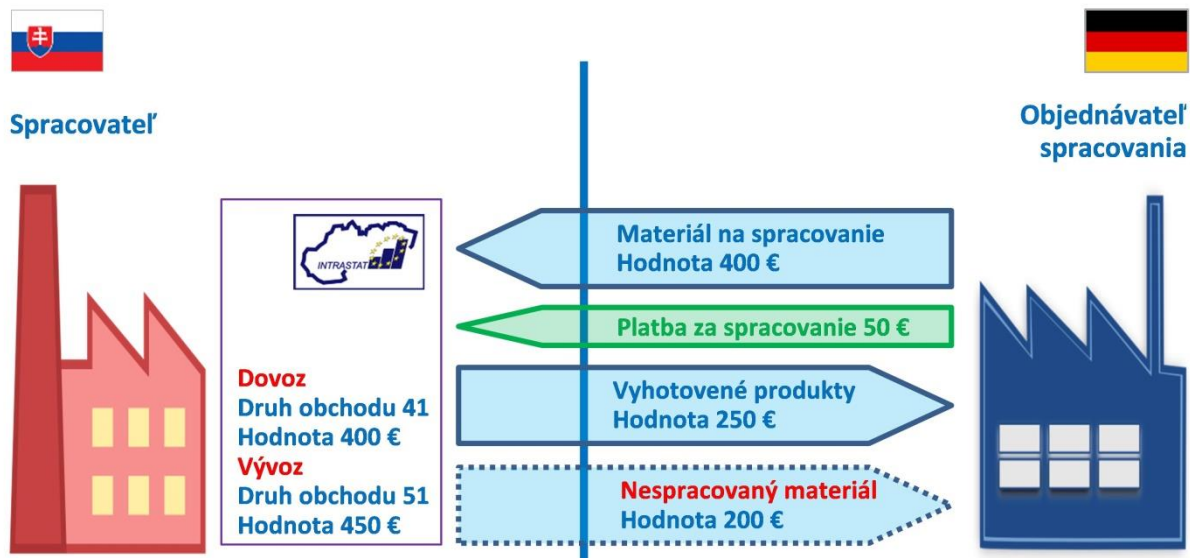 Spracovateľ
Objednávateľ
spracovania
INTRASTAT
Materiál na spracovanie
Hodnota 400 €
Platba za spracovanie 50 €
Dovoz
Druh obchodu 41
Hodnota 400 €
Vývoz
Druh obchodu 51
Hodnota 450 €
Vyhotovené produkty
Hodnota 250 €
Nespracovaný materiál
Hodnota 200 €